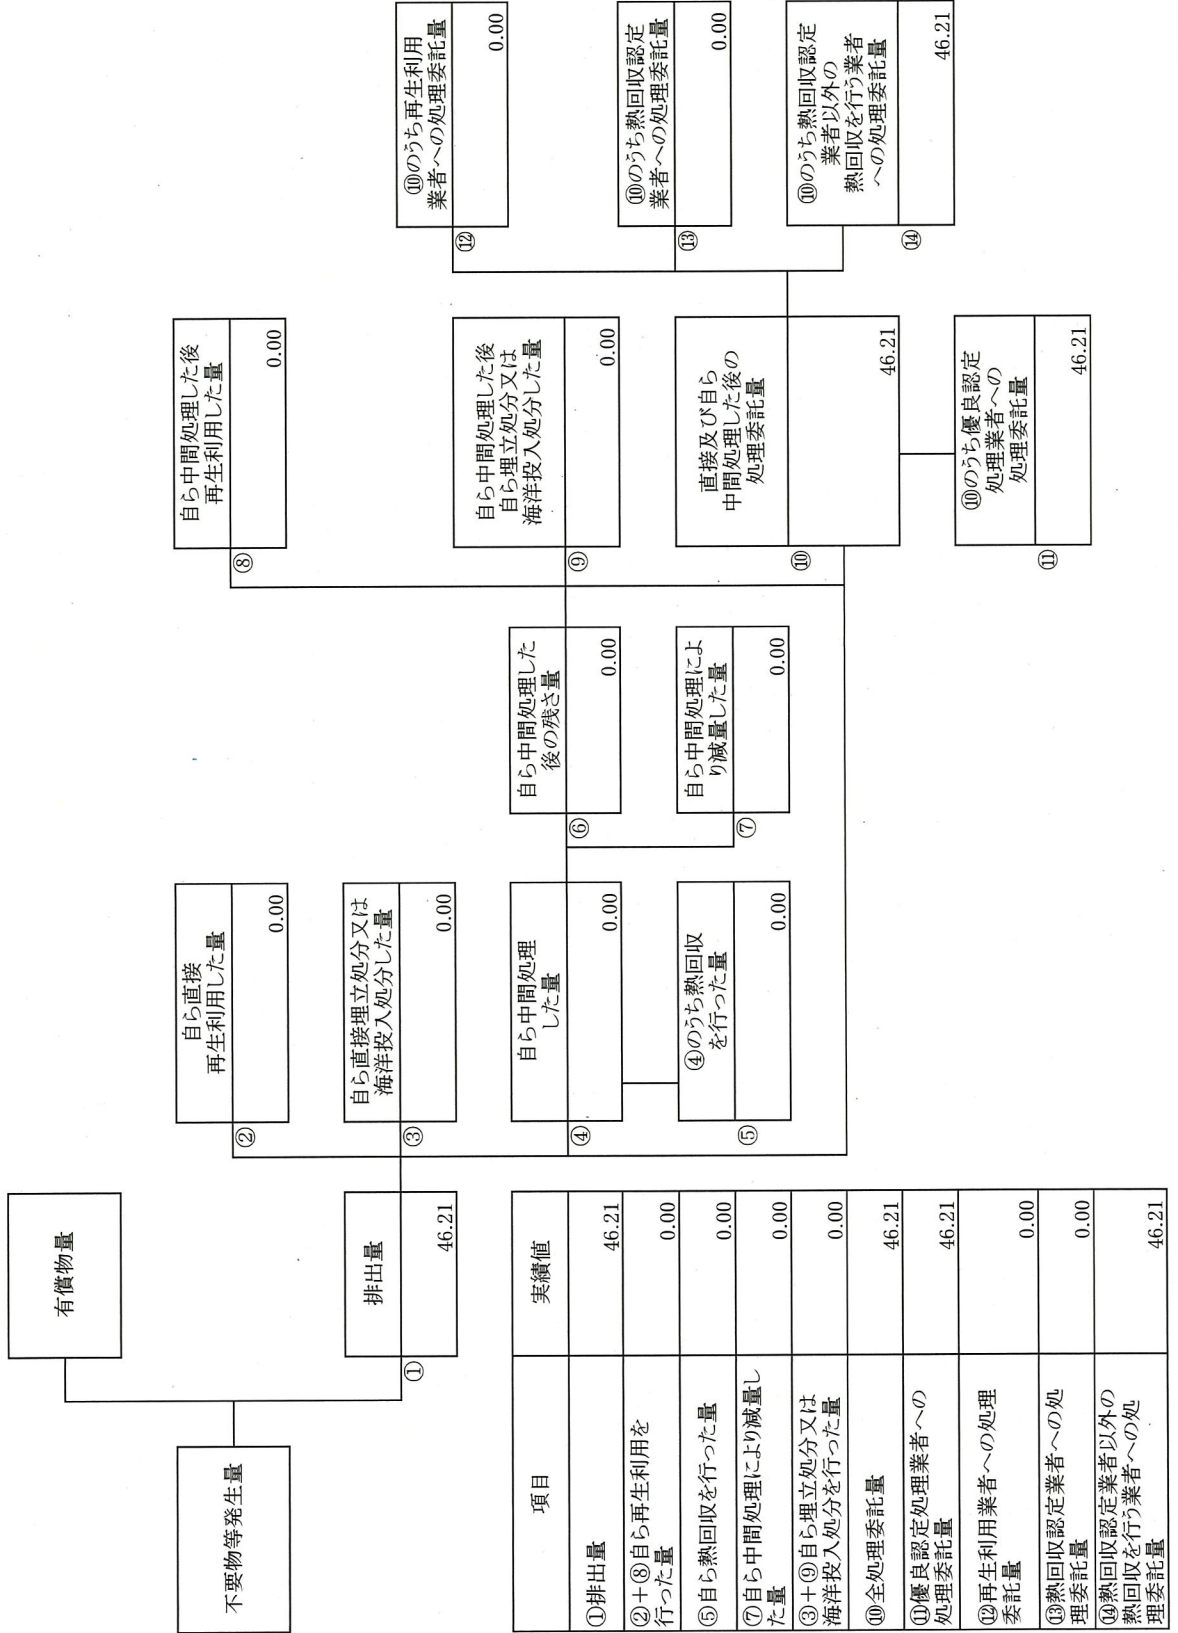 不要物等発生量
有償物量
排出量
①
46.21
自ら直接
再生利用した量
②
0.00
自ら直接埋立処分又は
海洋投入処分した量
③
0.00
自ら中間処理
した量
④
0.00
④のうち熱回収
を行った量
⑤
0.00
自ら中間処理した
後の残さ量
⑥
0.00
自ら中間処理によ
り減量した量
⑦
0.00
自ら中間処理した後
再生利用した量
⑧
0.00
自ら中間処理した後
自ら埋立処分又は
海洋投入処分した量
⑨
0.00
直接及び自ら
中間処理した後の
処理委託量
⑩
46.21
⑩のうち優良認定
処理業者への
処理委託量
⑪
46.21
⑩のうち再生利用
業者への処理委託量
⑫
0.00
⑩のうち熱回収認定
業者への処理委託量
⑬
0.00
⑩のうち熱回収認定
業者以外の
熱回収を行う業者
への処理委託量
⑭
46.21
項目 実績値
①排出量 46.21
②+⑧自ら再生利用を
行った量 0.00
⑤自ら熱回収を行った量 0.00
⑦自ら中間処理により減量し
た量 0.00
③+⑨自ら埋立処分又は
海洋投入処分を行った量 0.00
⑩全処理委託量 46.21
⑪優良認定処理業者への
処理委託量 46.21
⑫再生利用業者への処理
委託量 0.00
⑬熱回収認定業者への処
理委託量 0.00
⑭熱回収認定業者以外の
熱回収を行う業者への処
理委託量 46.21